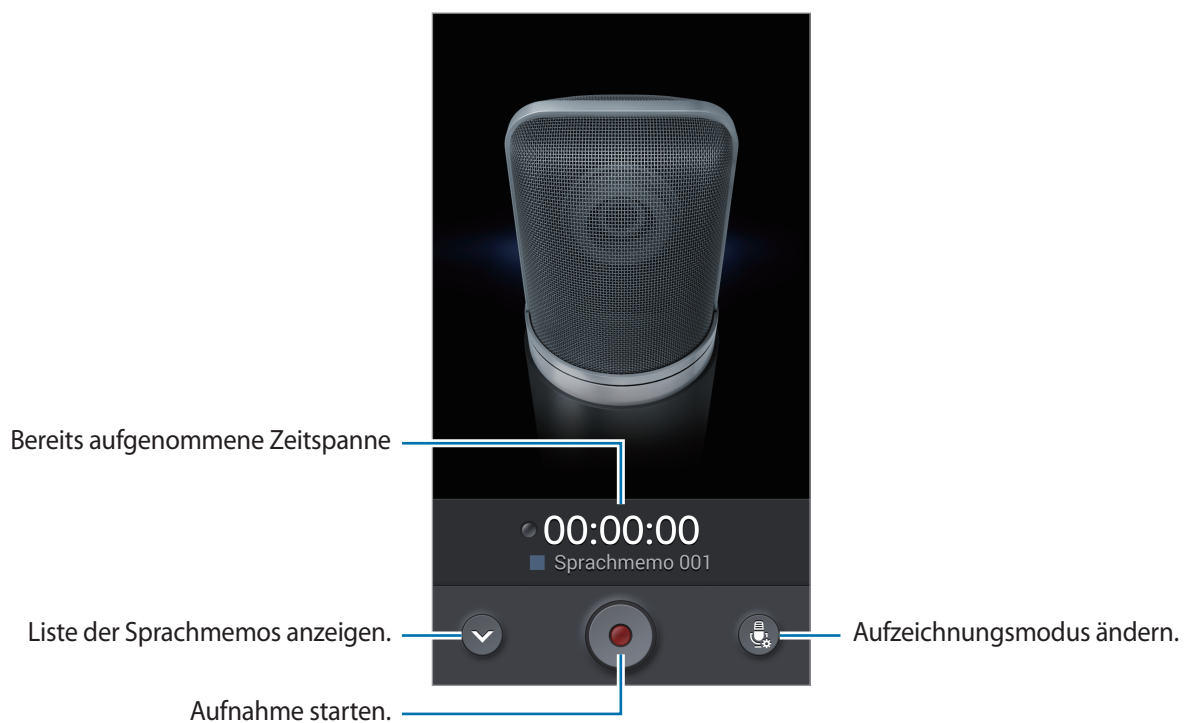 Bereits aufgenommene Zeitspanne
00:00:00
Sprachmemo 001
Liste der Sprachmemos anzeigen.
Aufzeichnungsmodus ändern.
Aufnahme starten.